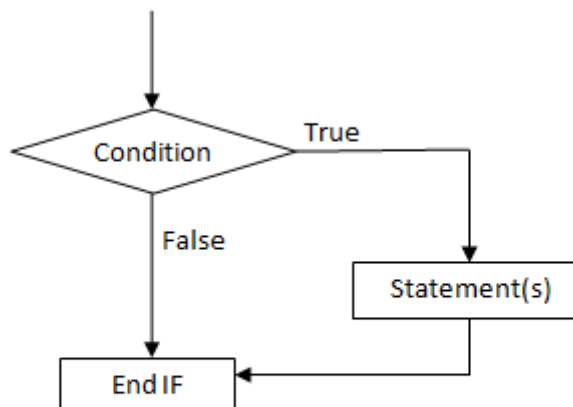 True
Condition
False
Statement(s)
End IF